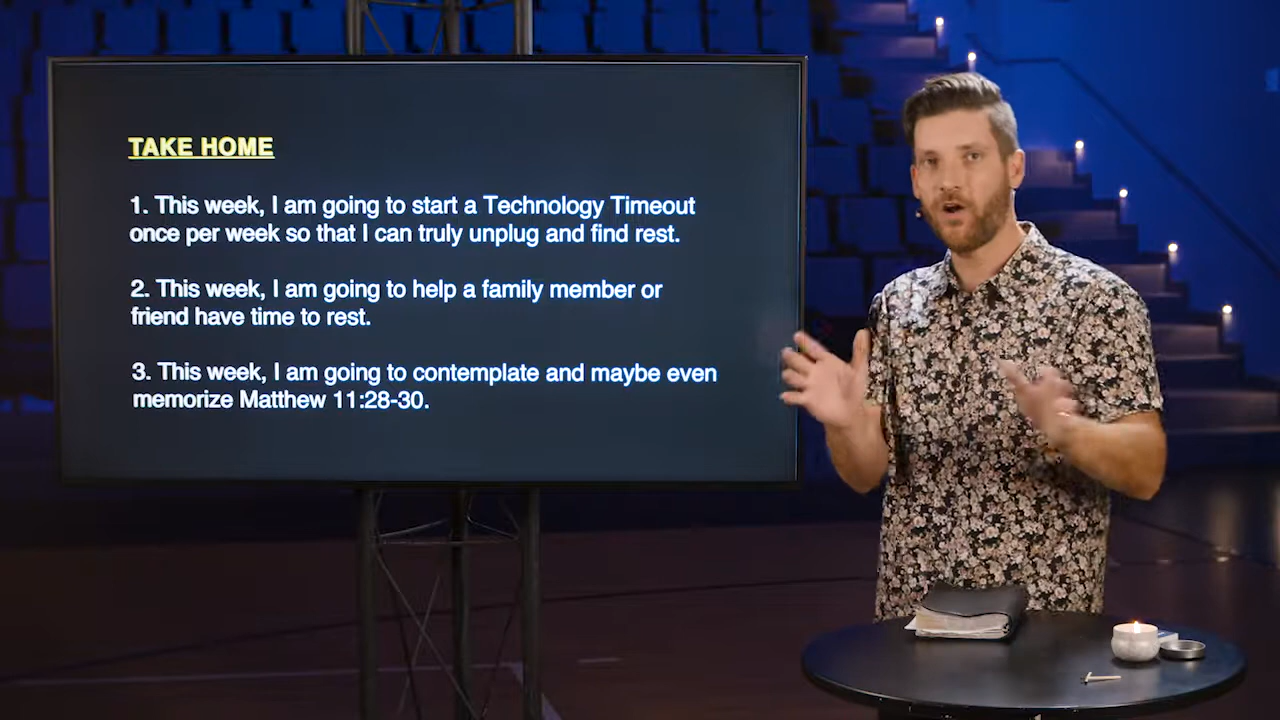 TAKE HOME
1. This week, I am going to start a Technology Timeout
once per week so that I can truly unplug and find rest.
2. This week, I am going to help a family member or
friend have time to rest.
3. This week, I am going to contemplate and maybe even
memorize Matthew 11:28-30.